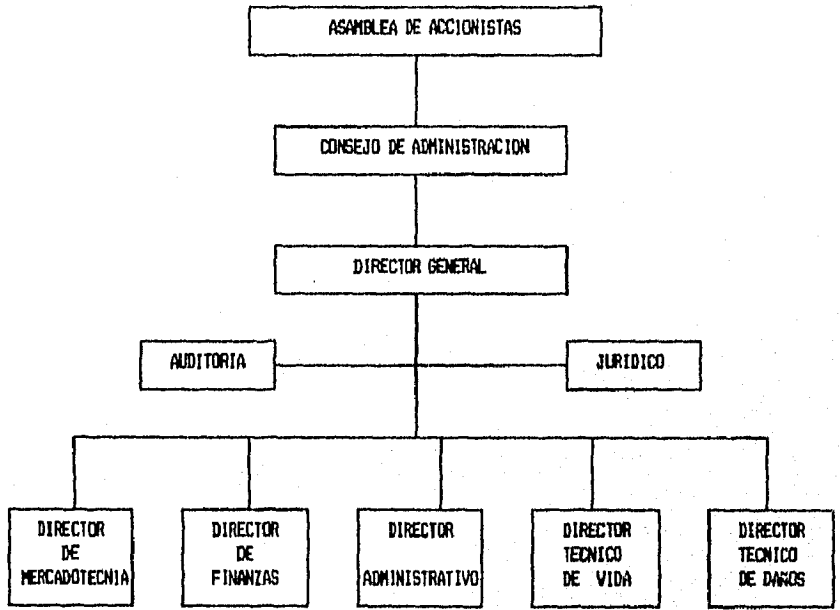 ASAMBLEA DE ACCIONISTAS
CONSEJO DE ADMINISTRACION
DIRECTOR GENERAL
AUDITORIA
JURIDICO
DIRECTOR
DE
MERCADOTECNIA
DIRECTOR
DE
FINANZAS
DIRECTOR
ADMINISTRATIVO
DIRECTOR
TECNICO
DE VIDA
DIRECTOR
TECNICO
DE DAÑOS